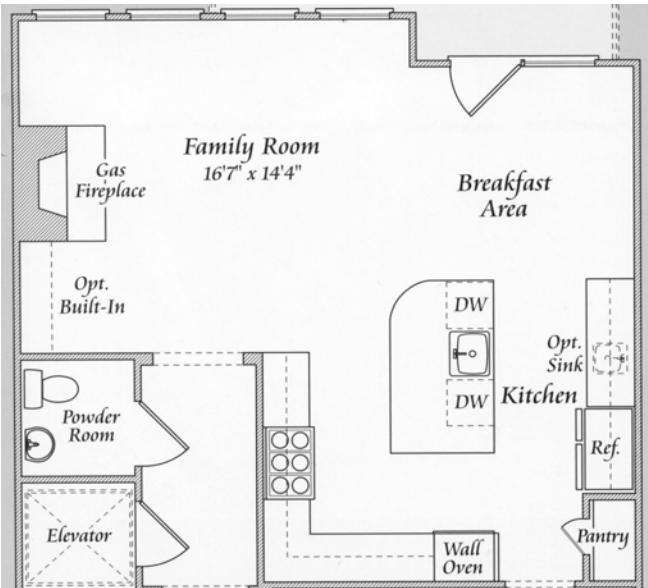 Family Room
16'7" x 14'4"
Gas
Fireplace
Breakfast
Area
Opt.
Built-In
DW
Opt.
Sink
DW
Kitchen
Powder
Room
Ref.
Elevator
Wall
Oven
Pantry